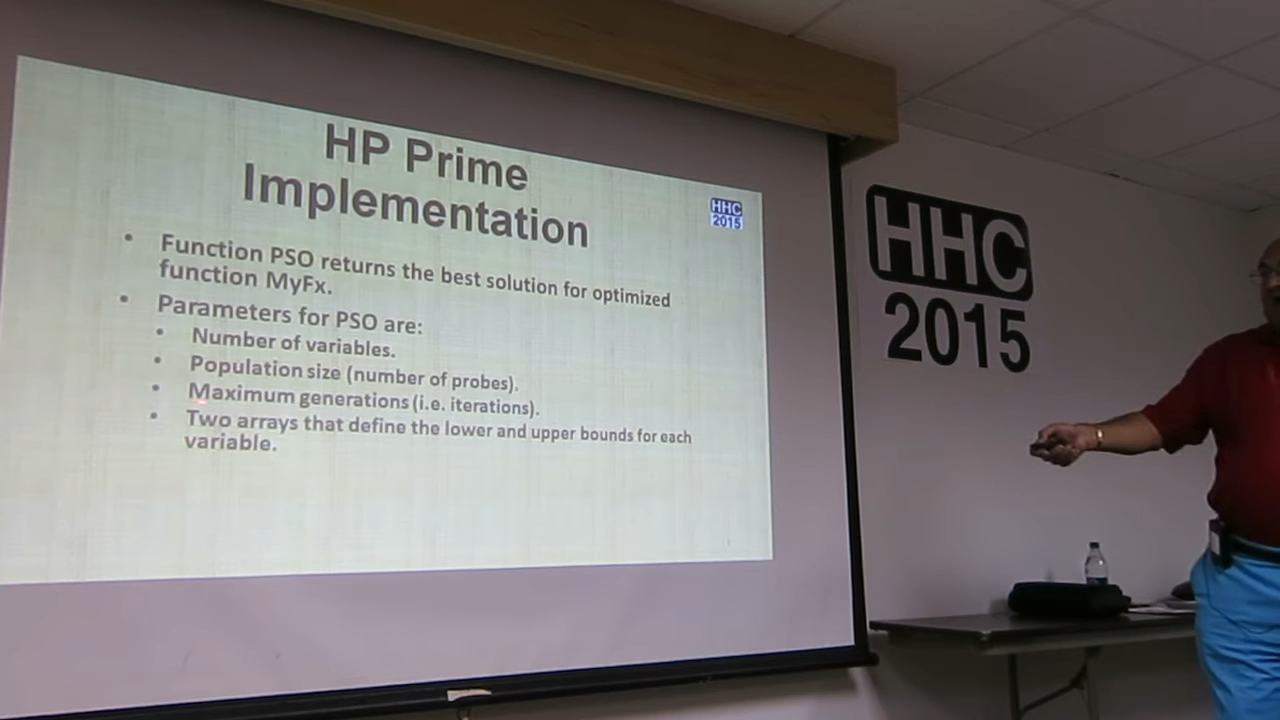 HP Prime
Implementation
HHC
2015
• Function PSO returns the best solution for optimized
function MyFx.
• Parameters for PSO are:
• Number of variables.
• Population size (number of probes).
• Maximum generations (i.e. iterations).
• Two arrays that define the lower and upper bounds for each
variable.
HHC
2015